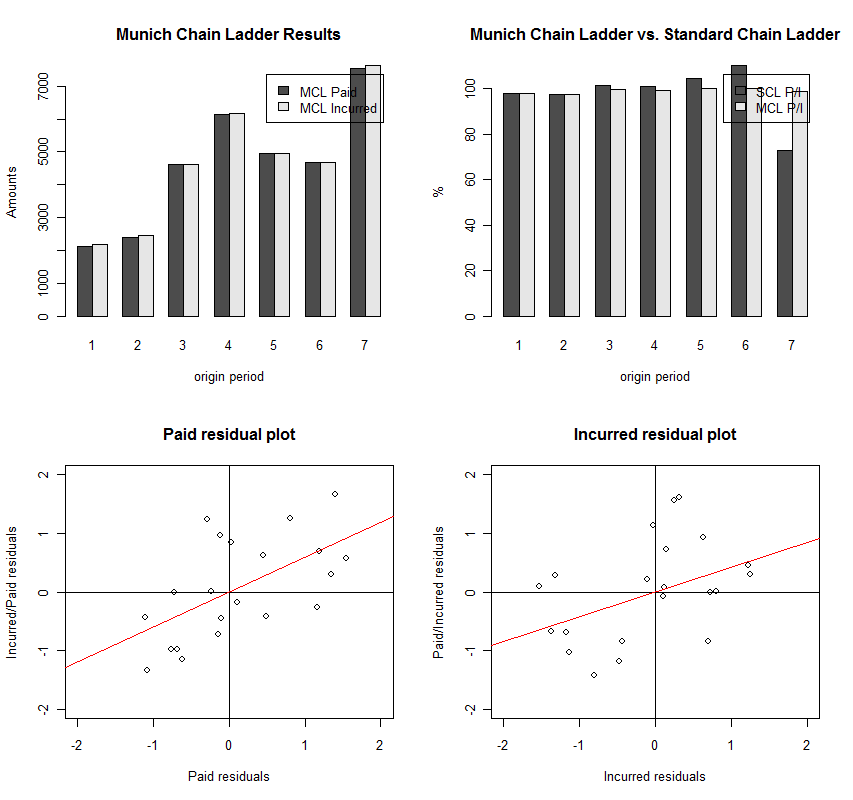 Munich Chain Ladder Results
Amounts
7000
5000
3000
1000
0
MCL Paid
MCL Incurred
1 2 3 4 5 6 7
origin period
Munich Chain Ladder vs. Standard Chain Ladder
%
100
80
60
40
20
0
SCL P/I
MCL P/I
1 2 3 4 5 6 7
origin period
Paid residual plot
Incurred/Paid residuals
2
1
0
-1
-2
-2 -1 0 1 2
Paid residuals
Incurred residual plot
Paid/Incurred residuals
2
1
0
-1
-2
-2 -1 0 1 2
Incurred residuals